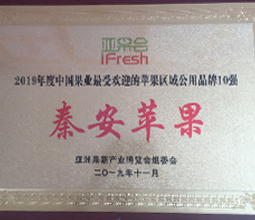 亚果会
iFresh
2019年度中国果业最受欢迎的苹果区域公用品牌10强
秦安苹果
亚洲果蔬产业博览会组委会
二〇一九年十一月